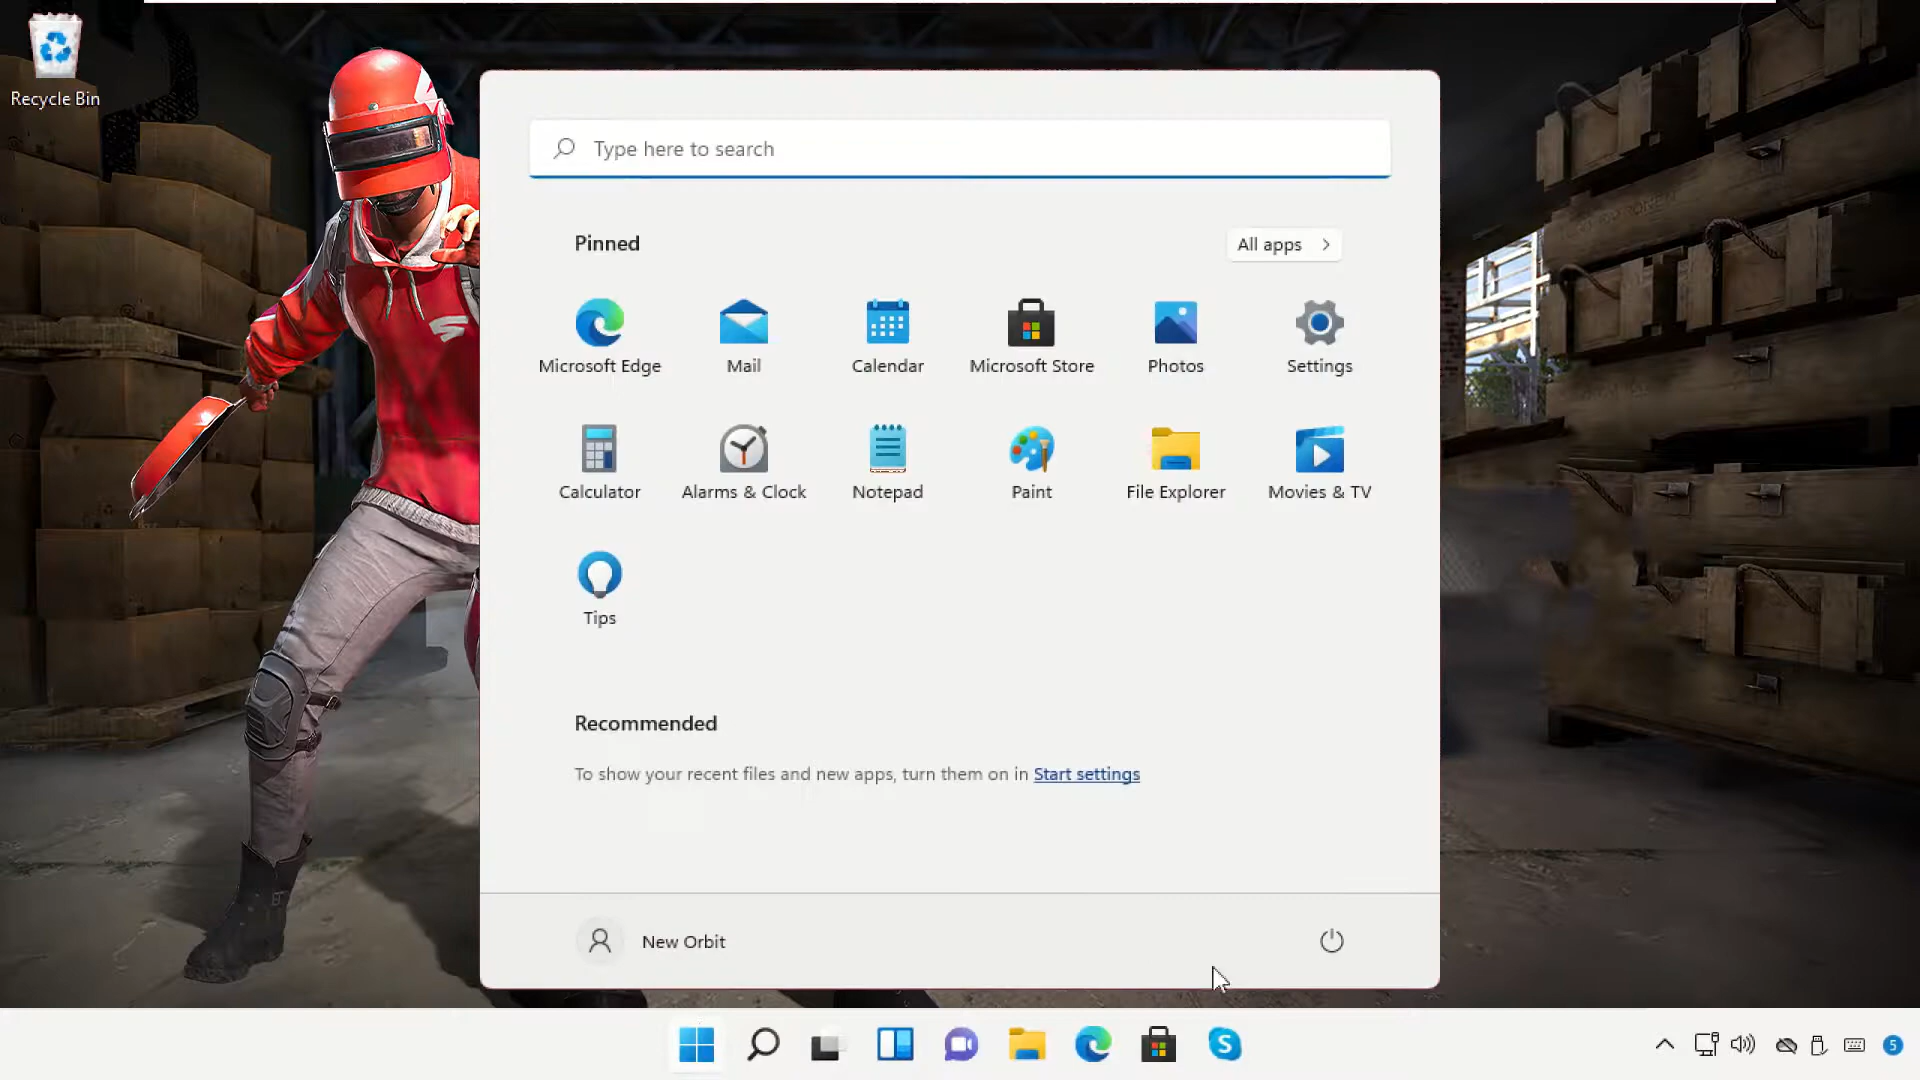 Recycle Bin
Type here to search
Pinned
All apps
Microsoft Edge
Mail
Calendar
Microsoft Store
Photos
Settings
Calculator
Alarms & Clock
Notepad
Paint
File Explorer
Movies & TV
Tips
Recommended
To show your recent files and new apps, turn them on in Start settings
New Orbit
S
5